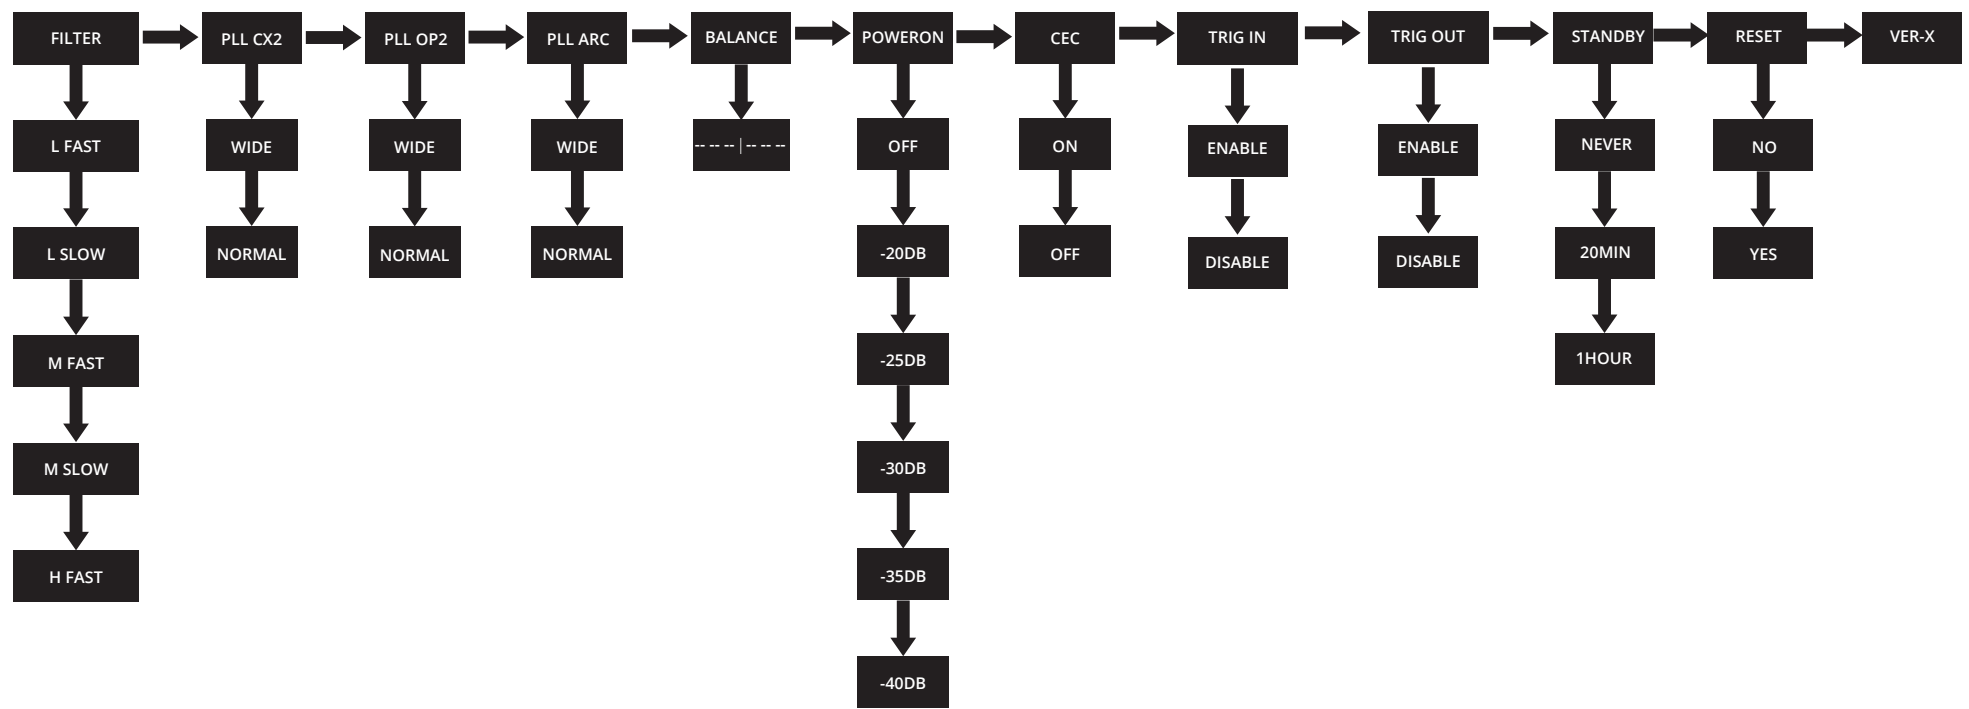 FILTER
PLL CX2
PLL OP2
PLL ARC
BALANCE
POWERON
CEC
TRIG IN
TRIG OUT
STANDBY
RESET
VER-X
L FAST
WIDE
WIDE
WIDE
-- -- -- | -- -- --
OFF
ON
ENABLE
ENABLE
NEVER
NO
L SLOW
NORMAL
NORMAL
NORMAL
-20DB
OFF
DISABLE
DISABLE
20MIN
YES
M FAST
-25DB
1HOUR
M SLOW
-30DB
H FAST
-35DB
-40DB